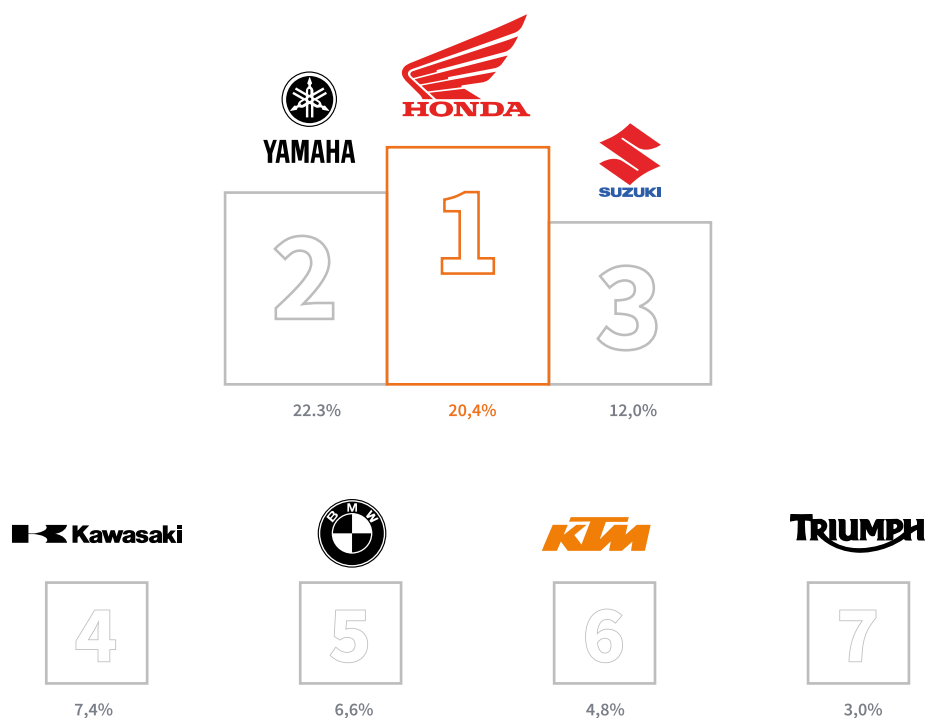 HONDA
YAMAHA
SUZUKI
1
2
3
22.3%
20,4%
12,0%
Kawasaki
BMW
KTM
TRIUMPH
4
5
6
7
7,4%
6,6%
4,8%
3,0%